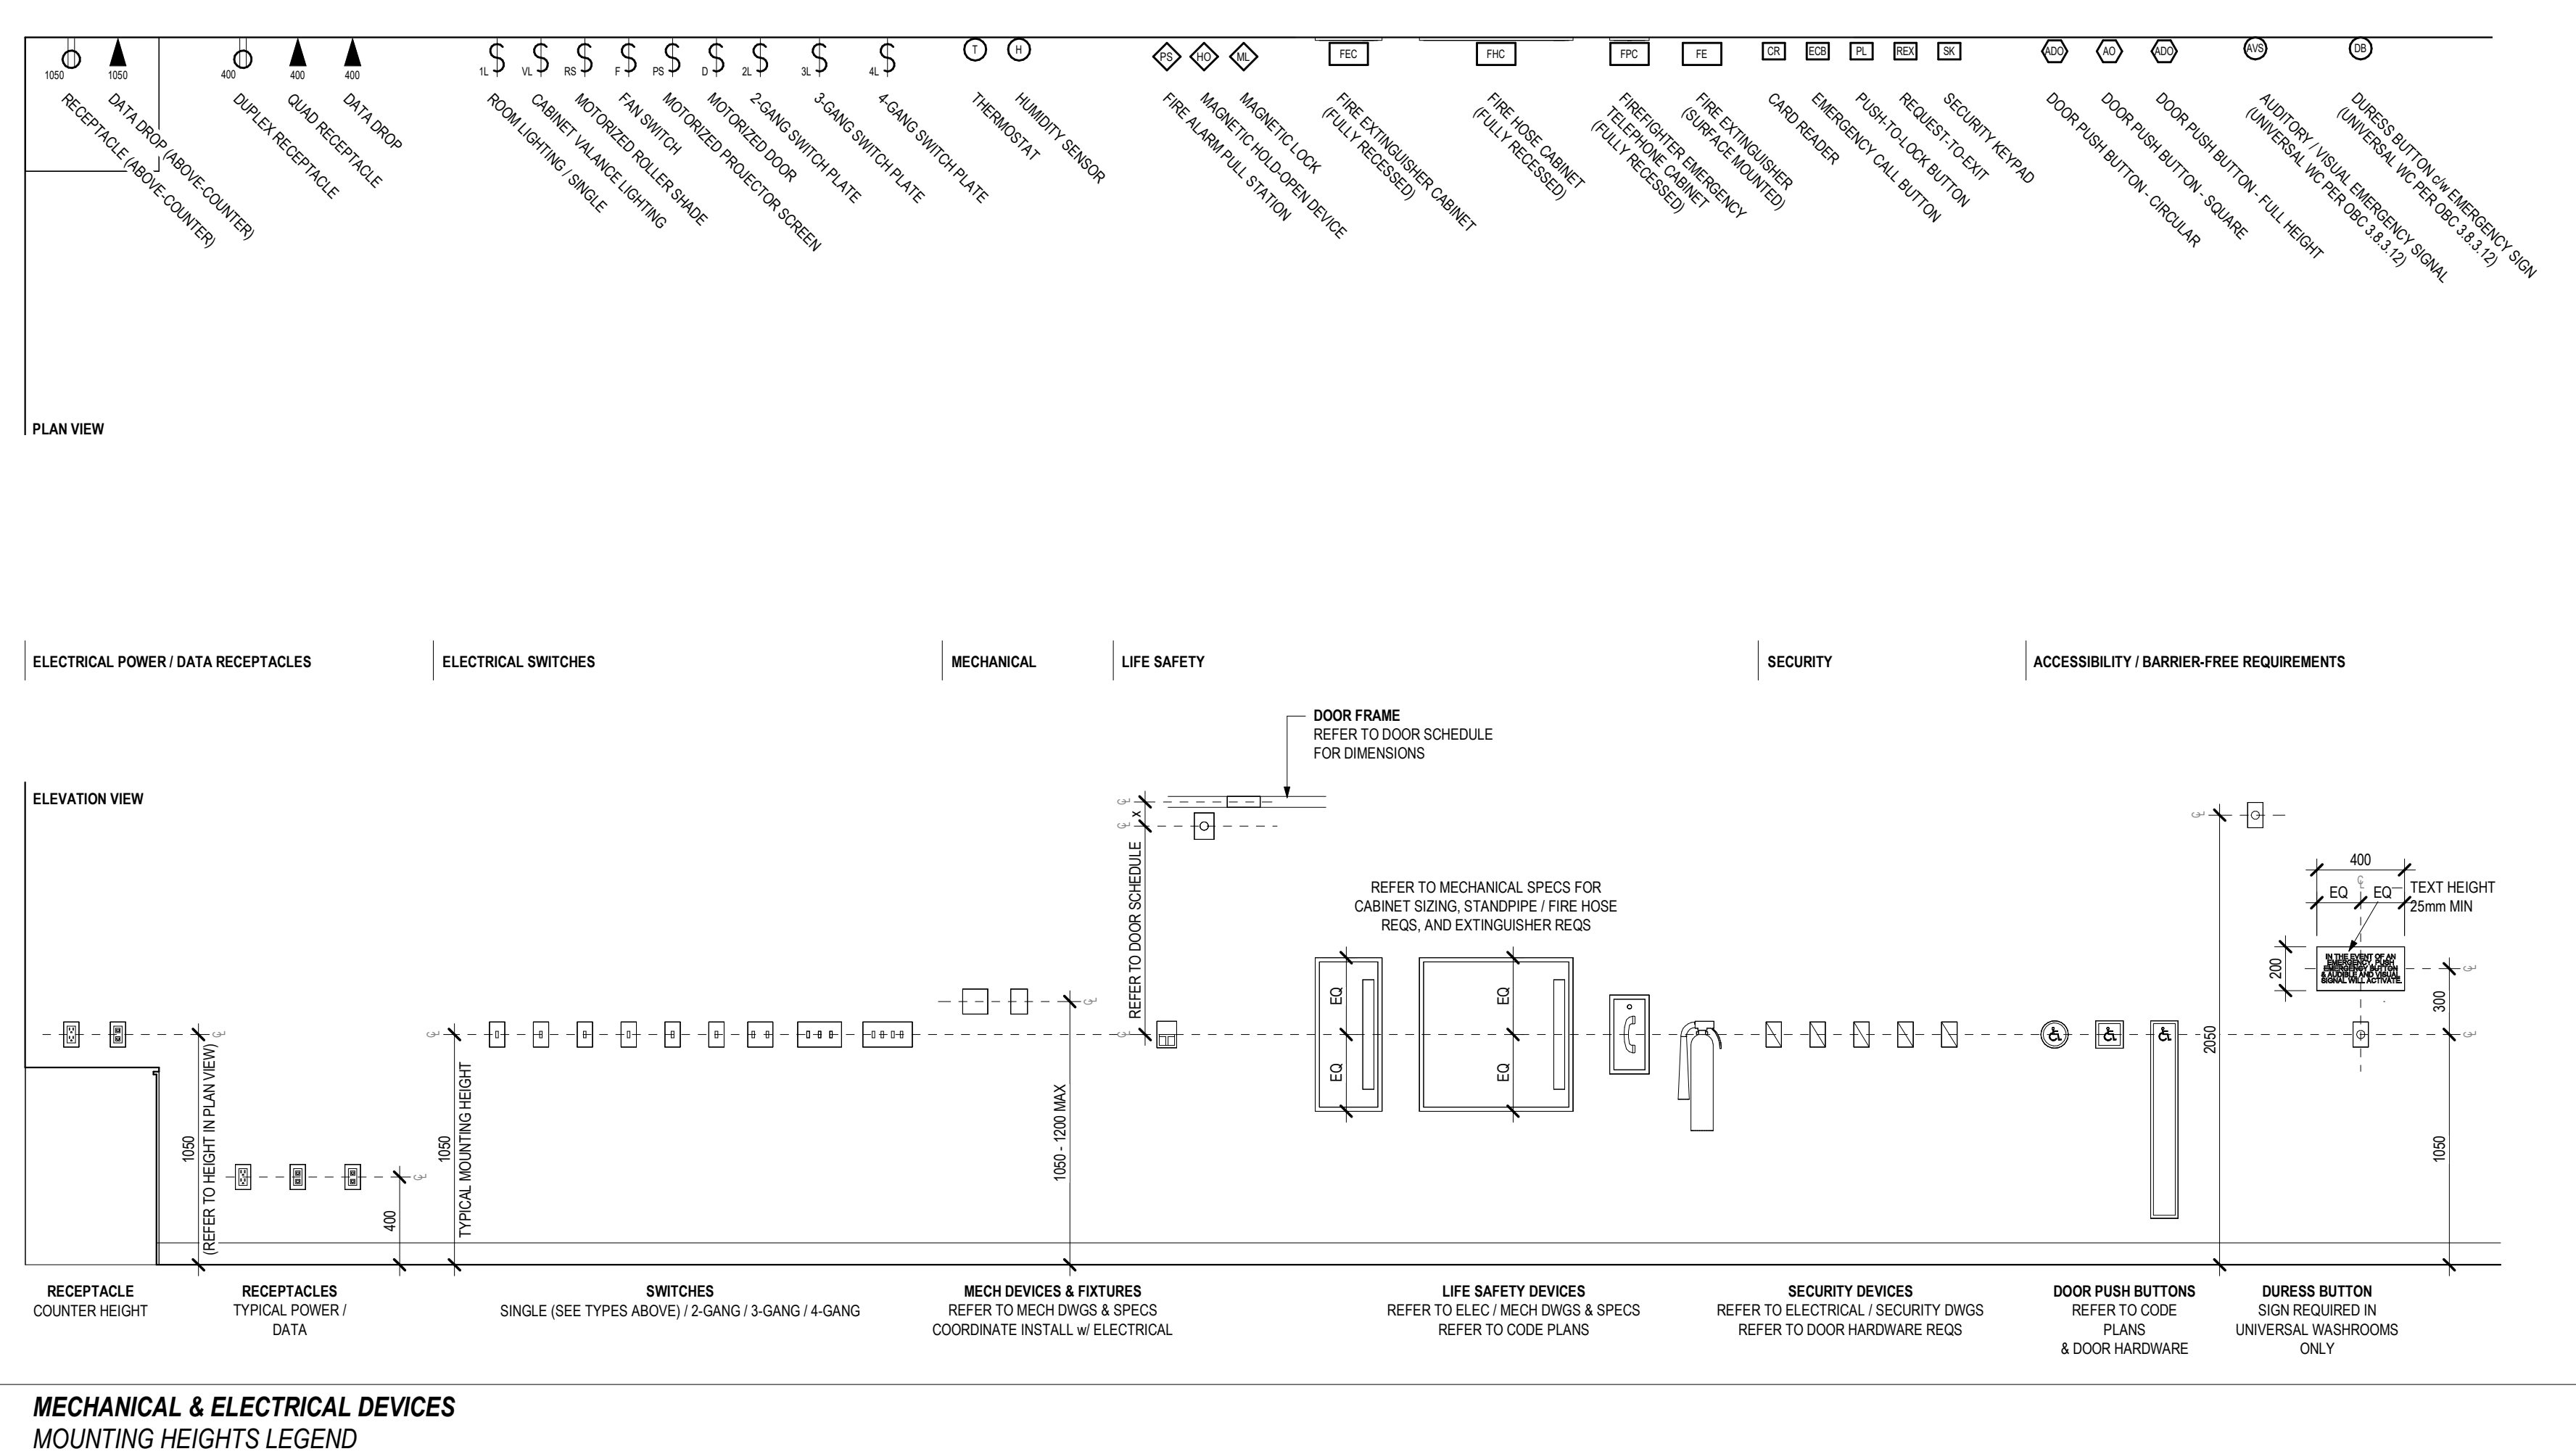 1050
1050
400
400
400
1L
VL
RS
F
PS
D
2L
3L
4L
T
H
PS
HO
ML
FEC
FHC
FPC
FE
CR
ECB
PL
REX
SK
ADO
AO
ADO
AVS
DB
RECEPTACLE (ABOVE-COUNTER)
DATA DROP (ABOVE-COUNTER)
DUPLEX RECEPTACLE
QUAD RECEPTACLE
DATA DROP
ROOM LIGHTING / SINGLE
CABINET VALANCE LIGHTING
MOTORIZED ROLLER SHADE
FAN SWITCH
MOTORIZED PROJECTOR SCREEN
MOTORIZED DOOR
2-GANG SWITCH PLATE
3-GANG SWITCH PLATE
4-GANG SWITCH PLATE
THERMOSTAT
HUMIDITY SENSOR
FIRE ALARM PULL STATION
MAGNETIC HOLD-OPEN DEVICE
MAGNETIC LOCK
FIRE EXTINGUISHER CABINET
(FULLY RECESSED)
FIRE HOSE CABINET
(FULLY RECESSED)
FIREFIGHTER EMERGENCY
TELEPHONE CABINET
(FULLY RECESSED)
FIRE EXTINGUISHER
(SURFACE MOUNTED)
CARD READER
EMERGENCY CALL BUTTON
PUSH-TO-LOCK BUTTON
REQUEST-TO-EXIT
SECURITY KEYPAD
DOOR PUSH BUTTON - CIRCULAR
DOOR PUSH BUTTON - SQUARE
DOOR PUSH BUTTON - FULL HEIGHT
AUDITORY / VISUAL EMERGENCY SIGNAL
(UNIVERSAL WC PER OBC 3.8.3.12)
DURESS BUTTON c/w EMERGENCY SIGN
(UNIVERSAL WC PER OBC 3.8.3.12)
PLAN VIEW
ELECTRICAL POWER / DATA RECEPTACLES
ELECTRICAL SWITCHES
MECHANICAL
LIFE SAFETY
SECURITY
ACCESSIBILITY / BARRIER-FREE REQUIREMENTS
DOOR FRAME
REFER TO DOOR SCHEDULE
FOR DIMENSIONS
ELEVATION VIEW
x
REFER TO DOOR SCHEDULE
REFER TO MECHANICAL SPECS FOR
CABINET SIZING, STANDPIPE / FIRE HOSE
REQS, AND EXTINGUISHER REQS
EQ
EQ
EQ
EQ
400
EQ
EQ
TEXT HEIGHT
25mm MIN
200
IN THE EVENT OF AN
EMERGENCY, PUSH
EMERGENCY BUTTON
& AUDIBLE AND VISUAL
SIGNAL WILL ACTIVATE.
300
2050
1050
1050
(REFER TO HEIGHT IN PLAN VIEW)
400
1050
TYPICAL MOUNTING HEIGHT
1050 - 1200 MAX
RECEPTACLE
COUNTER HEIGHT
RECEPTACLES
TYPICAL POWER /
DATA
SWITCHES
SINGLE (SEE TYPES ABOVE) / 2-GANG / 3-GANG / 4-GANG
MECH DEVICES & FIXTURES
REFER TO MECH DWGS & SPECS
COORDINATE INSTALL w/ ELECTRICAL
LIFE SAFETY DEVICES
REFER TO ELEC / MECH DWGS & SPECS
REFER TO CODE PLANS
SECURITY DEVICES
REFER TO ELECTRICAL / SECURITY DWGS
REFER TO DOOR HARDWARE REQS
DOOR PUSH BUTTONS
REFER TO CODE
PLANS
& DOOR HARDWARE
DURESS BUTTON
SIGN REQUIRED IN
UNIVERSAL WASHROOMS
ONLY
MECHANICAL & ELECTRICAL DEVICES
MOUNTING HEIGHTS LEGEND